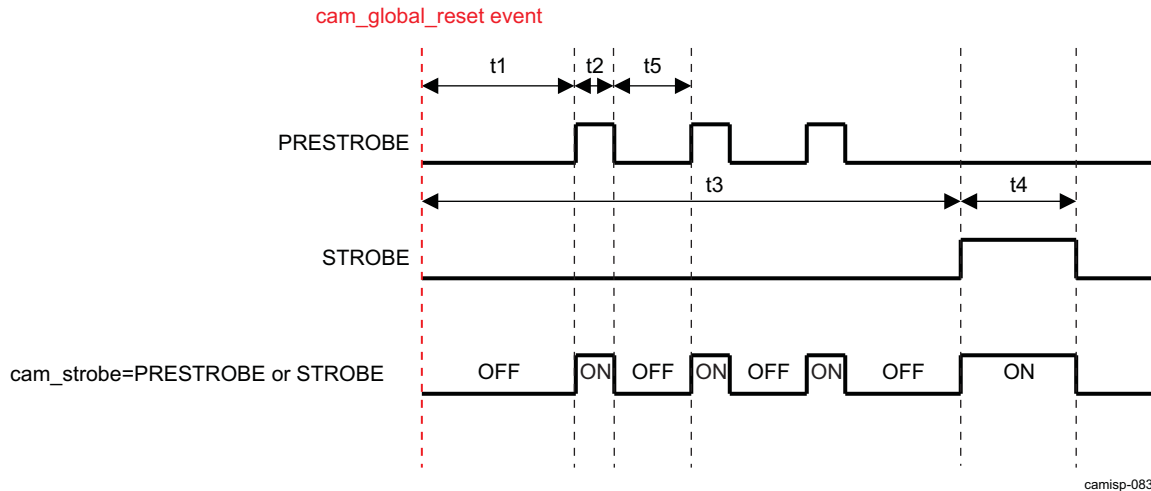 cam_global_reset event
t1
t2
t5
PRESTROBE
t3
t4
STROBE
cam_strobe=PRESTROBE or STROBE
OFF
ON
OFF
ON
OFF
ON
OFF
ON
camisp-083